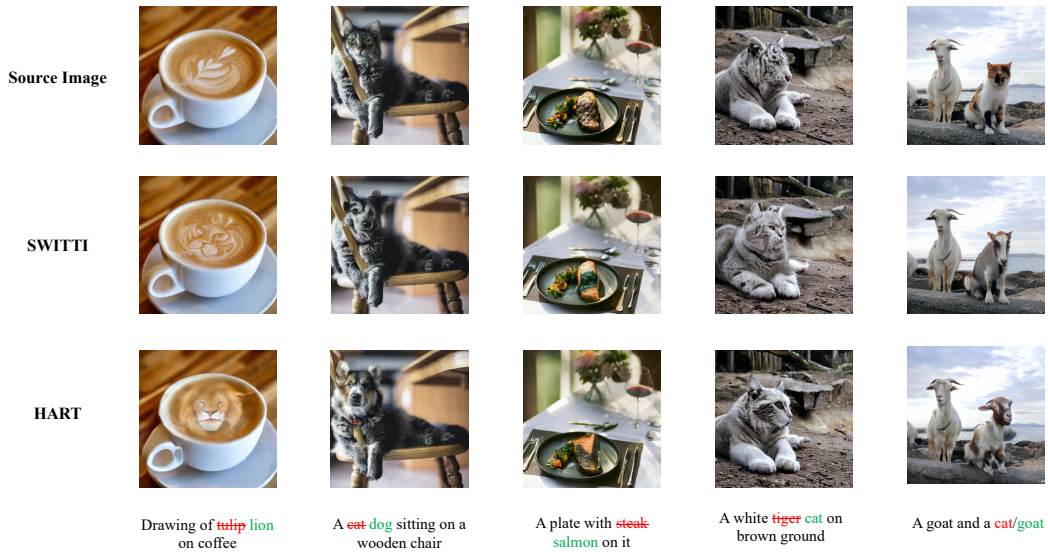 Source Image
SWITTI
HART
Drawing of tulip lion
on coffee
A cat dog sitting on a
wooden chair
A plate with steak
salmon on it
A white tiger cat on
brown ground
A goat and a cat/goat